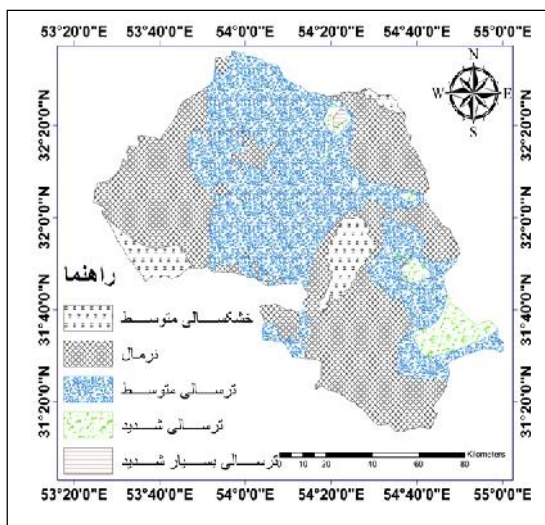 53°20'0"E 53°40'0"E 54°0'0"E 54°20'0"E 54°40'0"E 55°0'0"E
N
W E
S
32°20'0"N 32°20'0"N
32°0'0"N 32°0'0"N
31°40'0"N 31°40'0"N
31°20'0"N 31°20'0"N
راهنما
خشکسالی متوسط
نرمال
ترسالی متوسط
ترسالی شدید
ترسالی بسیار شدید
Kilometers
0 10 20 40 60 80
53°20'0"E 53°40'0"E 54°0'0"E 54°20'0"E 54°40'0"E 55°0'0"E